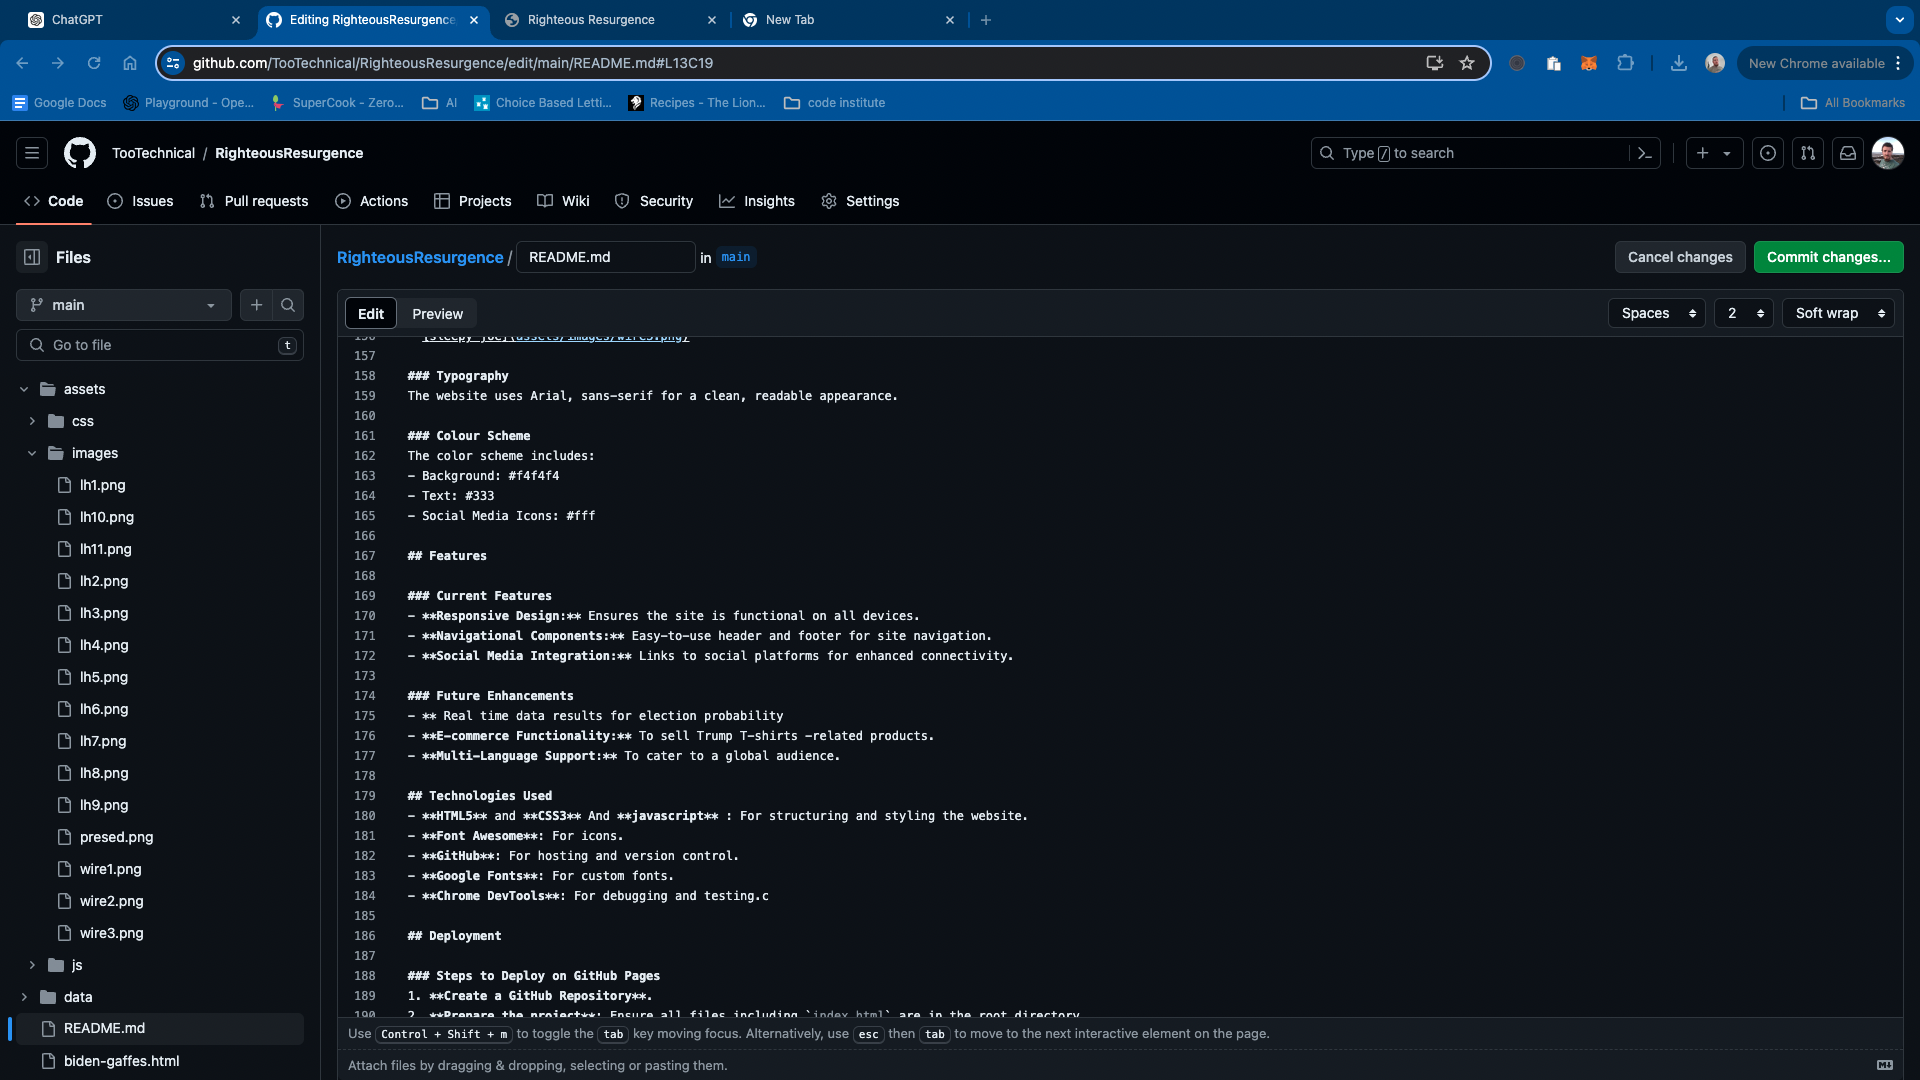 ChatGPT
Editing RighteousResurgence
Righteous Resurgence
New Tab
github.com/TooTechnical/RighteousResurgence/edit/main/README.md#L13C19
New Chrome available
Google Docs
Playground - Ope...
SuperCook - Zero...
AI
Choice Based Letti...
Recipes - The Lion...
code institute
All Bookmarks
TooTechnical / RighteousResurgence
Type / to search
Code
Issues
Pull requests
Actions
Projects
Wiki
Security
Insights
Settings
Files
RighteousResurgence / README.md in main
Cancel changes
Commit changes...
main
Go to file
t
Edit
Preview
Spaces
2
Soft wrap
assets
css
images
lh1.png
lh10.png
lh11.png
lh2.png
lh3.png
lh4.png
lh5.png
lh6.png
lh7.png
lh8.png
lh9.png
presed.png
wire1.png
wire2.png
wire3.png
js
data
README.md
biden-gaffes.html
156 [sleepy joe](assets/images/wire3.png)
157
158 ### Typography
159 The website uses Arial, sans-serif for a clean, readable appearance.
160
161 ### Colour Scheme
162 The color scheme includes:
163 - Background: #f4f4f4
164 - Text: #333
165 - Social Media Icons: #fff
166
167 ## Features
168
169 ### Current Features
170 - **Responsive Design:** Ensures the site is functional on all devices.
171 - **Navigational Components:** Easy-to-use header and footer for site navigation.
172 - **Social Media Integration:** Links to social platforms for enhanced connectivity.
173
174 ### Future Enhancements
175 - ** Real time data results for election probability
176 - **E-commerce Functionality:** To sell Trump T-shirts -related products.
177 - **Multi-Language Support:** To cater to a global audience.
178
179 ## Technologies Used
180 - **HTML5** and **CSS3** And **javascript** : For structuring and styling the website.
181 - **Font Awesome**: For icons.
182 - **GitHub**: For hosting and version control.
183 - **Google Fonts**: For custom fonts.
184 - **Chrome DevTools**: For debugging and testing.c
185
186 ## Deployment
187
188 ### Steps to Deploy on GitHub Pages
189 1. **Create a GitHub Repository**.
190 2. **Prepare the project**: Ensure all files including `index.html` are in the root directory
Use Control + Shift + m to toggle the tab key moving focus. Alternatively, use esc then tab to move to the next interactive element on the page.
Attach files by dragging & dropping, selecting or pasting them.